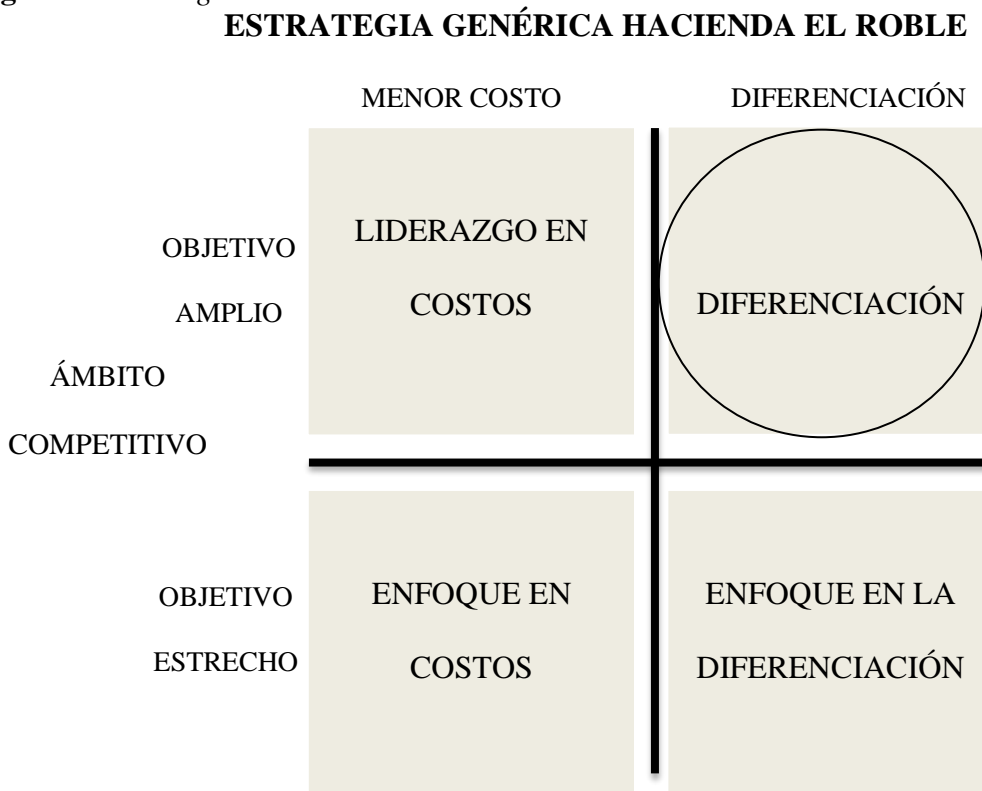 ESTRATEGIA GENÉRICA HACIENDA EL ROBLE
MENOR COSTO DIFERENCIACIÓN
OBJETIVO
AMPLIO
LIDERAZGO EN
COSTOS
DIFERENCIACIÓN
ÁMBITO
COMPETITIVO
OBJETIVO
ESTRECHO
ENFOQUE EN
COSTOS
ENFOQUE EN LA
DIFERENCIACIÓN